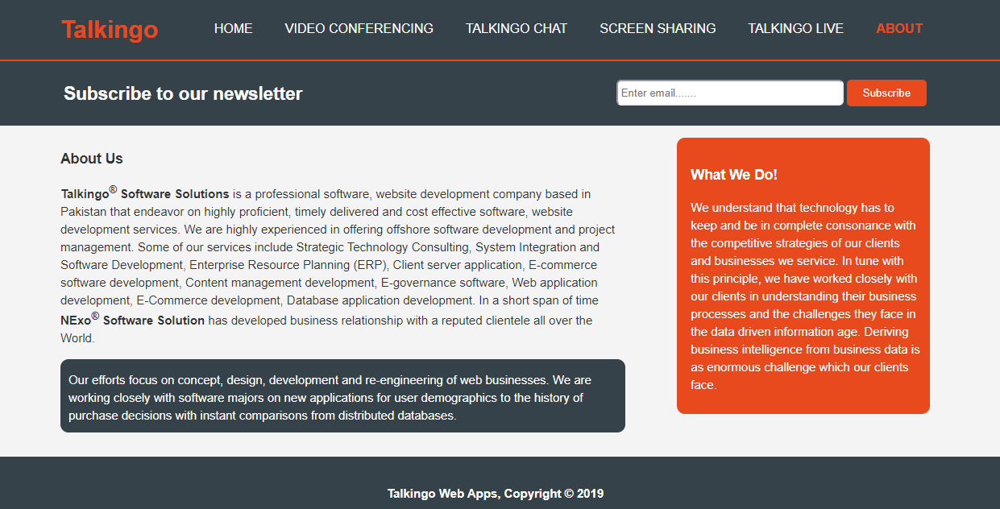 Talkingo
HOME VIDEO CONFERENCING TALKINGO CHAT SCREEN SHARING TALKINGO LIVE ABOUT
Subscribe to our newsletter
Enter email....... Subscribe
About Us
Talkingo® Software Solutions is a professional software, website development company based in
Pakistan that endeavor on highly proficient, timely delivered and cost effective software, website
development services. We are highly experienced in offering offshore software development and project
management. Some of our services include Strategic Technology Consulting, System Integration and
Software Development, Enterprise Resource Planning (ERP), Client server application, E-commerce
software development, Content management development, E-governance software, Web application
development, E-Commerce development, Database application development. In a short span of time
NExo® Software Solution has developed business relationship with a reputed clientele all over the
World.
Our efforts focus on concept, design, development and re-engineering of web businesses. We are
working closely with software majors on new applications for user demographics to the history of
purchase decisions with instant comparisons from distributed databases.
What We Do!
We understand that technology has to
keep and be in complete consonance with
the competitive strategies of our clients
and businesses we service. In tune with
this principle, we have worked closely with
our clients in understanding their business
processes and the challenges they face in
the data driven information age. Deriving
business intelligence from business data is
as enormous challenge which our clients
face.
Talkingo Web Apps, Copyright © 2019